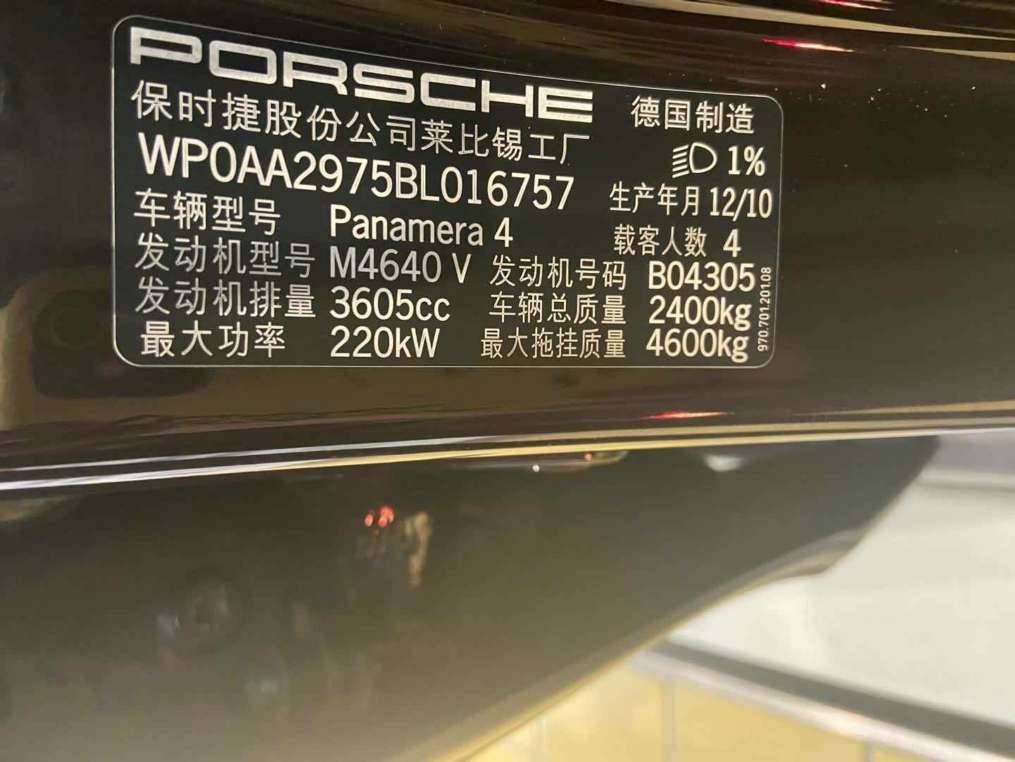 PORSCHE
德国制造
保时捷股份公司莱比锡工厂
1%
WP0AA2975BL016757
生产年月 12/10
车辆型号 Panamera 4
载客人数 4
发动机型号 M4640 V 发动机号码 B04305
发动机排量 3605cc 车辆总质量 2400kg
最大功率 220kW 最大拖挂质量 4600kg
970.701.201.08